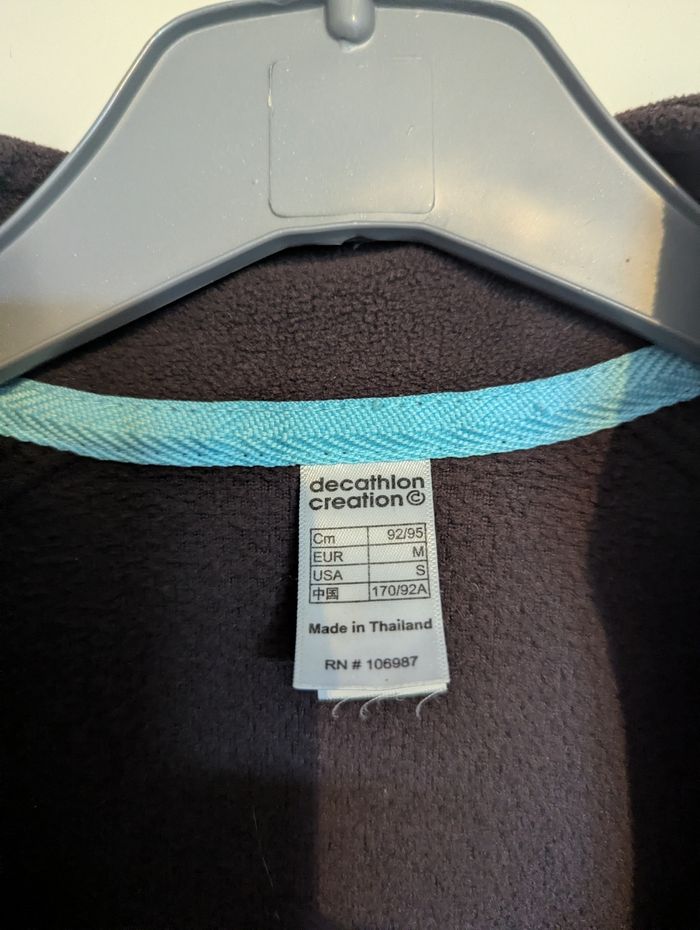 decathlon
creation ©
Cm 92/95
EUR M
USA S
中国 170/92A
Made in Thailand
RN # 106987